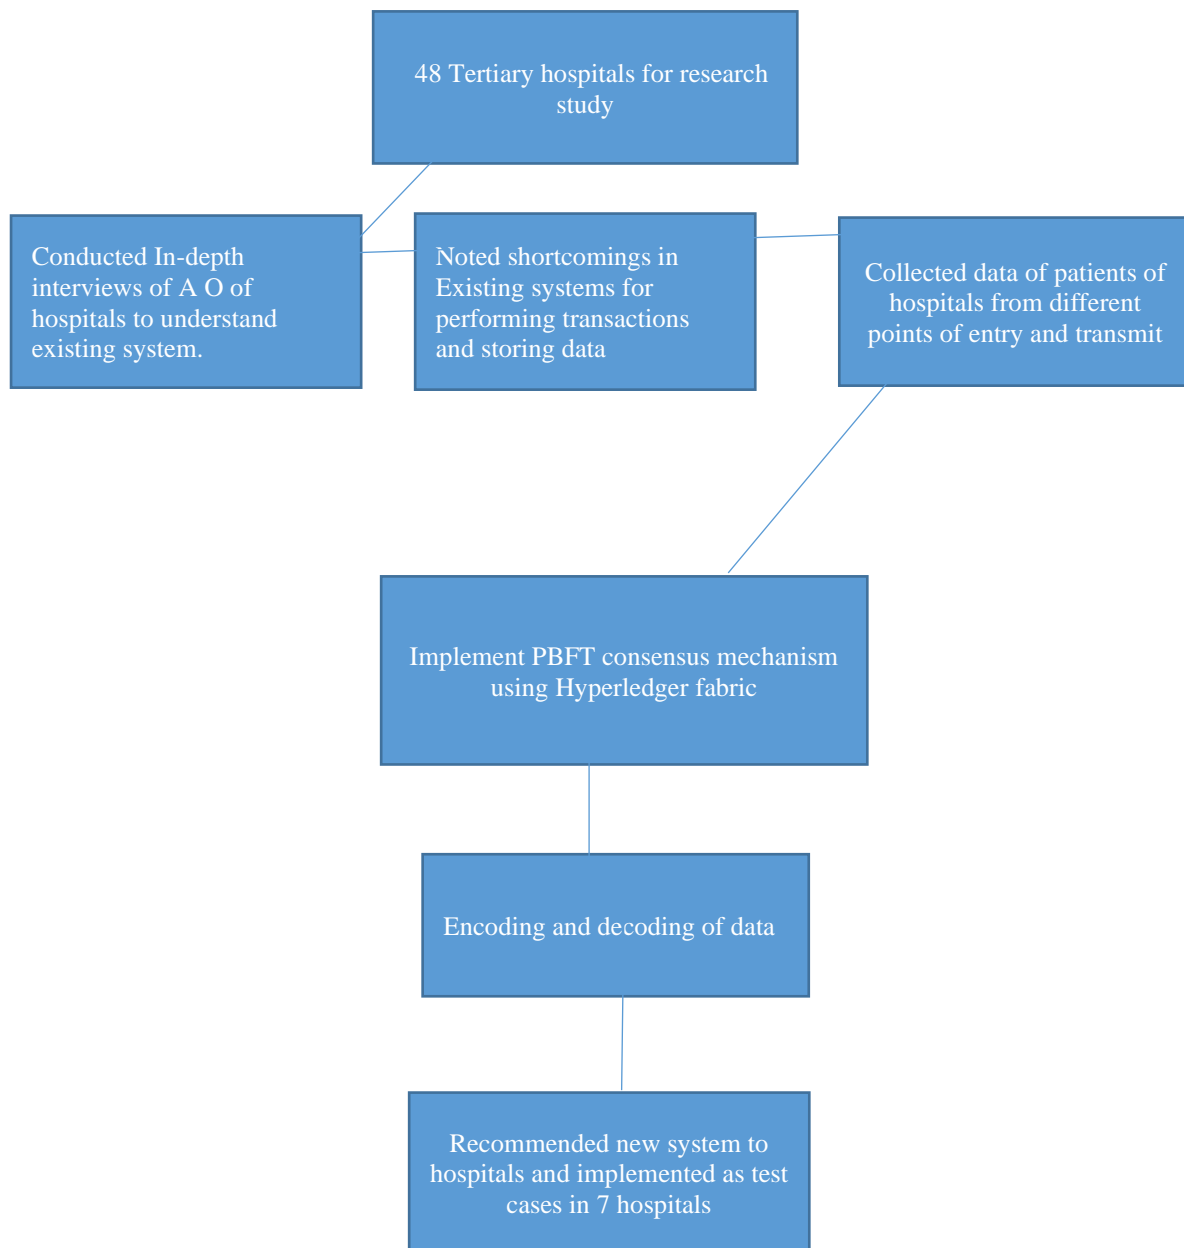 48 Tertiary hospitals for research
study
Conducted In-depth
interviews of A O of
hospitals to understand
existing system.
Noted shortcomings in
Existing systems for
performing transactions
and storing data
Collected data of patients of
hospitals from different
points of entry and transmit
Implement PBFT consensus mechanism
using Hyperledger fabric
Encoding and decoding of data
Recommended new system to
hospitals and implemented as test
cases in 7 hospitals